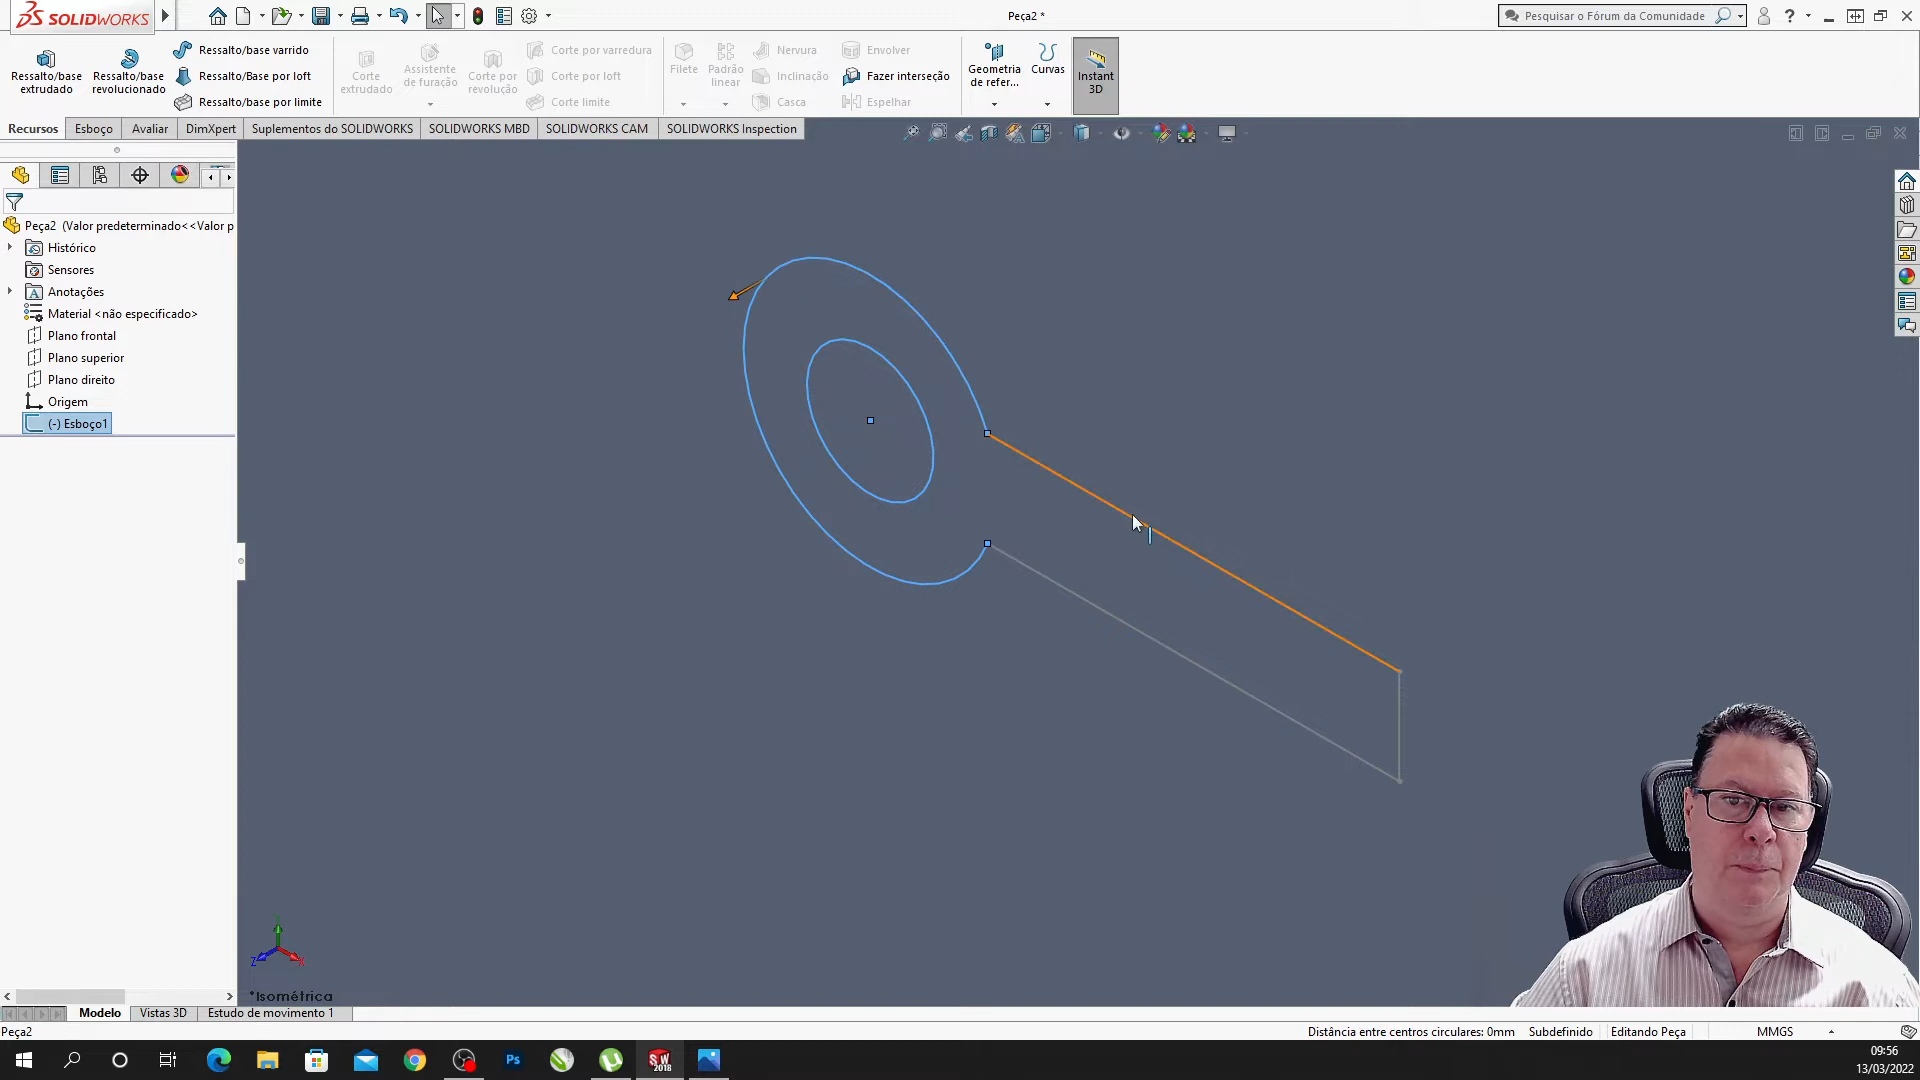 SOLIDWORKS
Peça2 *
Pesquisar o Fórum da Comunidade
Ressalto/base extrudado
Ressalto/base revolucionado
Ressalto/base varrido
Ressalto/Base por loft
Ressalto/base por limite
Corte extrudado
Assistente de furação
Corte por revolução
Corte por varredura
Corte por loft
Corte limite
Filete
Padrão linear
Nervura
Inclinação
Casca
Envolver
Fazer interseção
Espelhar
Geometria de refer...
Curvas
Instant 3D
Recursos
Esboço
Avaliar
DimXpert
Suplementos do SOLIDWORKS
SOLIDWORKS MBD
SOLIDWORKS CAM
SOLIDWORKS Inspection
Peça2 (Valor predeterminado<<Valor p
Histórico
Sensores
Anotações
Material <não especificado>
Plano frontal
Plano superior
Plano direito
Origem
(-) Esboço1
*Isométrica
Modelo
Vistas 3D
Estudo de movimento 1
Peça2
Distância entre centros circulares: 0mm
Subdefinido
Editando Peça
MMGS
Ps
SW
2018
09:56
13/03/2022